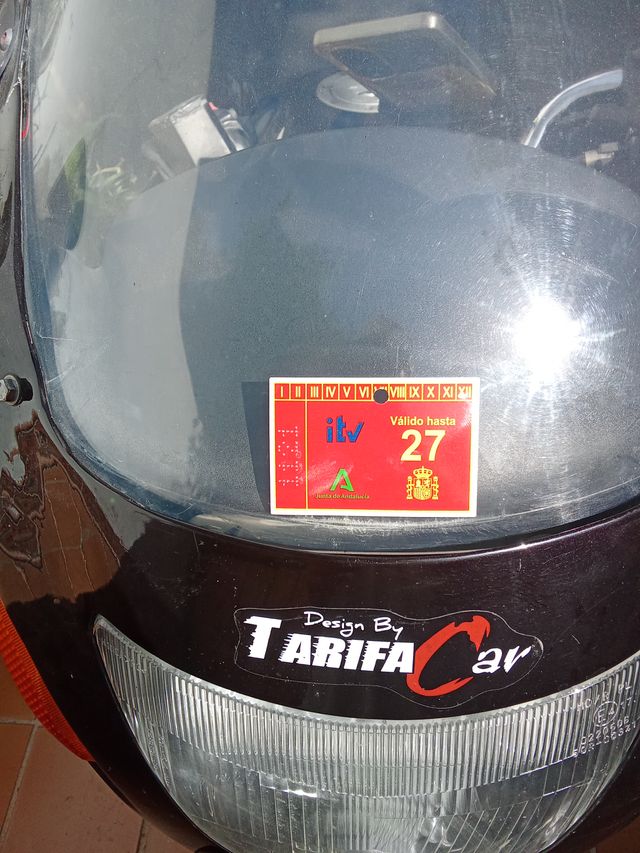 I II III IV V VI VIII IX X XI XII
itv
Válido hasta
27
Junta de Andalucía
Design By
TARIFA Car